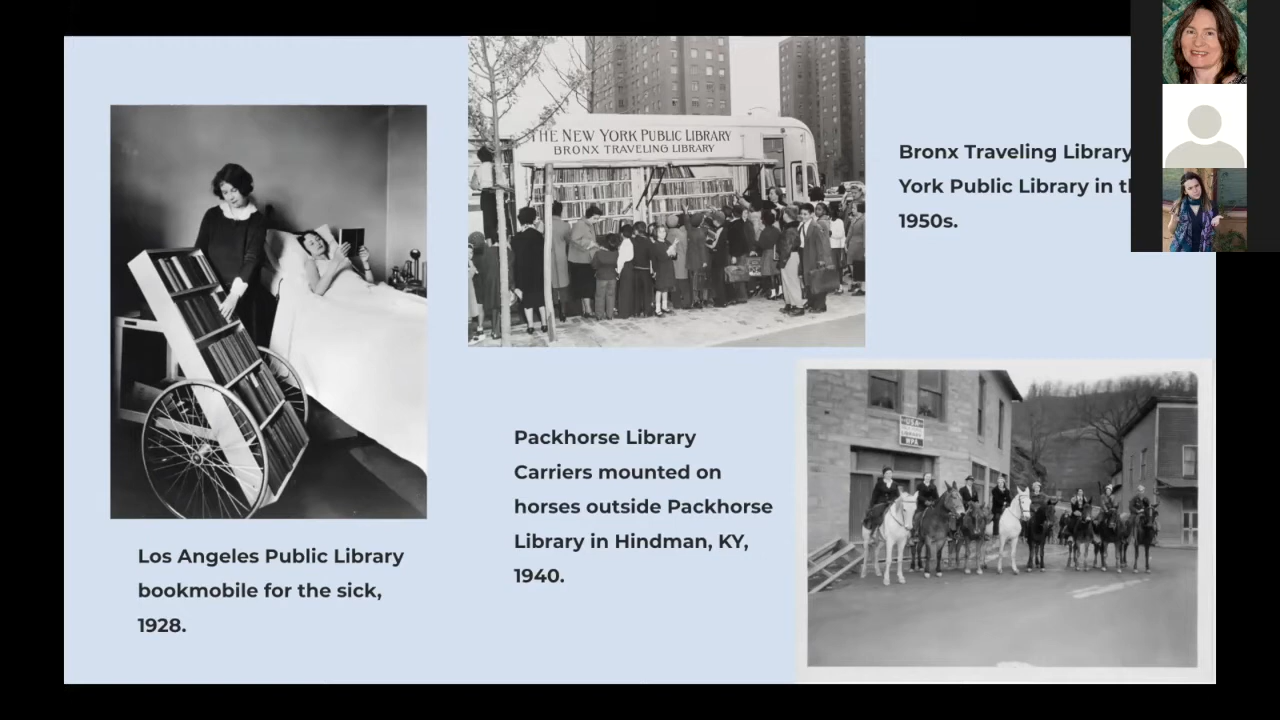 THE NEW YORK PUBLIC LIBRARY
BRONX TRAVELING LIBRARY
Bronx Traveling Library
York Public Library in
1950s.
USA
WPA
Packhorse Library
Carriers mounted on
horses outside Packhorse
Library in Hindman, KY,
1940.
Los Angeles Public Library
bookmobile for the sick,
1928.